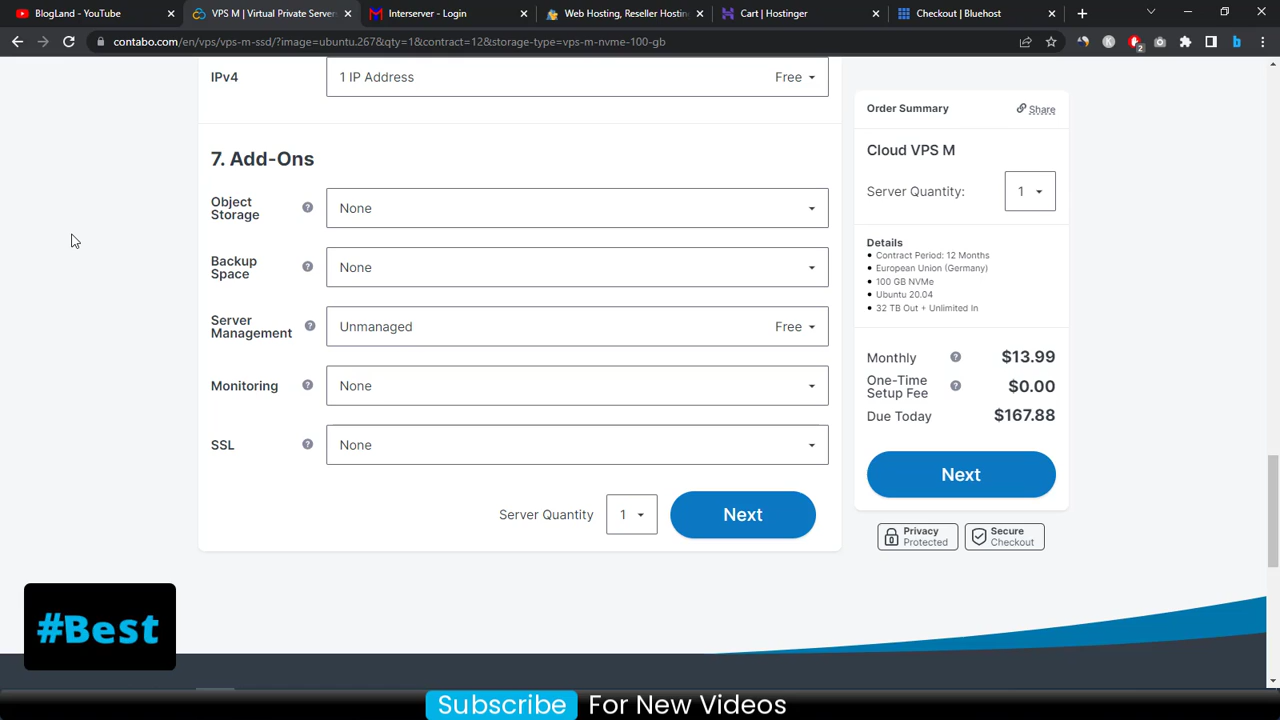 BlogLand - YouTube
VPS M | Virtual Private Server
Interserver - Login
Web Hosting, Reseller Hosting
Cart | Hostinger
Checkout | Bluehost
contabo.com/en/vps/vps-m-ssd/?image=ubuntu.267&qty=1&contract=12&storage-type=vps-m-nvme-100-gb
2
IPv4
1 IP Address
Free
7. Add-Ons
Object
Storage
None
Backup
Space
None
Server
Management
Unmanaged
Free
Monitoring
None
SSL
None
Server Quantity
1
Next
Order Summary
Share
Cloud VPS M
Server Quantity:
1
Details
Contract Period: 12 Months
European Union (Germany)
100 GB NVMe
Ubuntu 20.04
32 TB Out + Unlimited In
Monthly
$13.99
One-Time
Setup Fee
$0.00
Due Today
$167.88
Next
Privacy
Protected
Secure
Checkout
#Best
Subscribe For New Videos